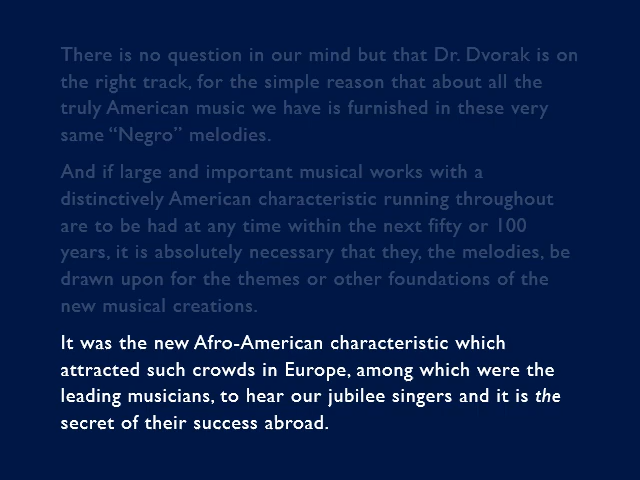 There is no question in our mind but that Dr. Dvorak is on
the right track, for the simple reason that about all the
truly American music we have is furnished in these very
same “Negro” melodies.
And if large and important musical works with a
distinctively American characteristic running throughout
are to be had at any time within the next fifty or 100
years, it is absolutely necessary that they, the melodies, be
drawn upon for the themes or other foundations of the
new musical creations.
It was the new Afro-American characteristic which
attracted such crowds in Europe, among which were the
leading musicians, to hear our jubilee singers and it is the
secret of their success abroad.